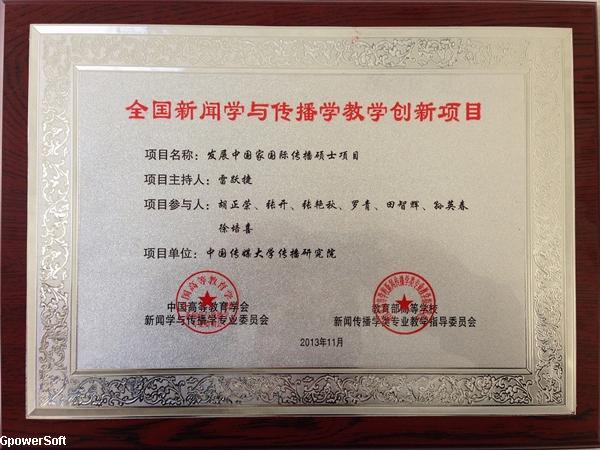 全国新闻学与传播学教学创新项目
项目名称：发展中国家国际传播硕士项目
项目主持人：雷跃捷
项目参与人：胡正荣、张开、张艳秋、罗青、田智辉、孙英春
徐培喜
项目单位：中国传媒大学传播研究院
中国高等教育学会
新闻学与传播学专业委员会
教育部高等学校
新闻传播学类专业教学指导委员会
2013年11月
GpowerSoft